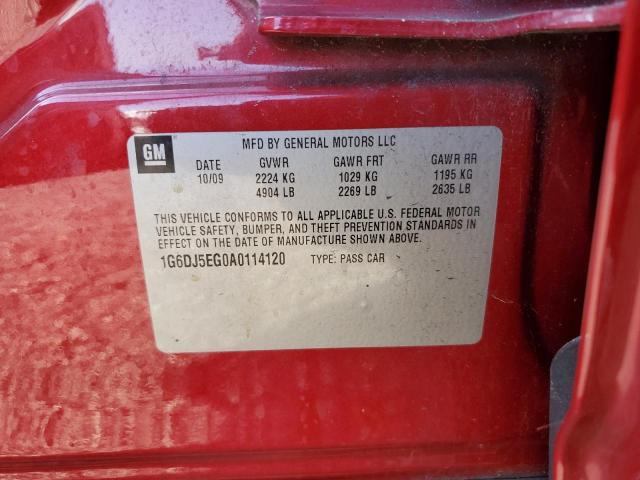 MFD BY GENERAL MOTORS LLC
GM
DATE GVWR GAWR FRT GAWR RR
10/09 2224 KG 1029 KG 1195 KG
4904 LB 2269 LB 2635 LB
THIS VEHICLE CONFORMS TO ALL APPLICABLE U.S. FEDERAL MOTOR
VEHICLE SAFETY, BUMPER, AND THEFT PREVENTION STANDARDS IN
EFFECT ON THE DATE OF MANUFACTURE SHOWN ABOVE.
1G6DJ5EG0A0114120 TYPE: PASS CAR